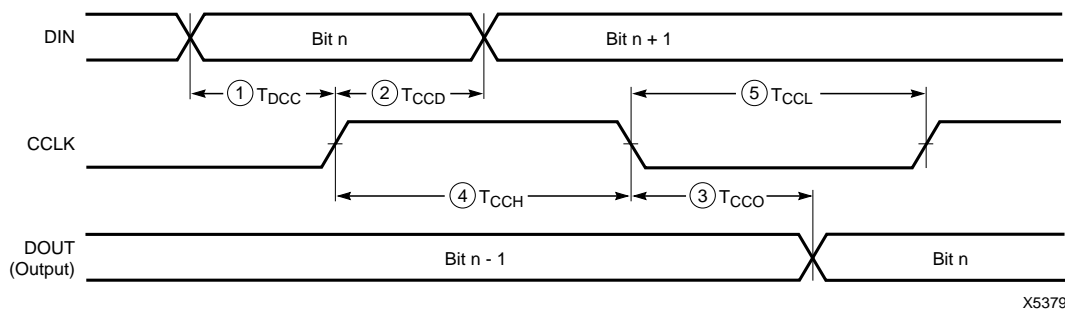 DIN
Bit n
Bit n + 1
1 TDCC
2 TCCD
5 TCCL
CCLK
4 TCCH
3 TCCO
DOUT
(Output)
Bit n - 1
Bit n
X5379